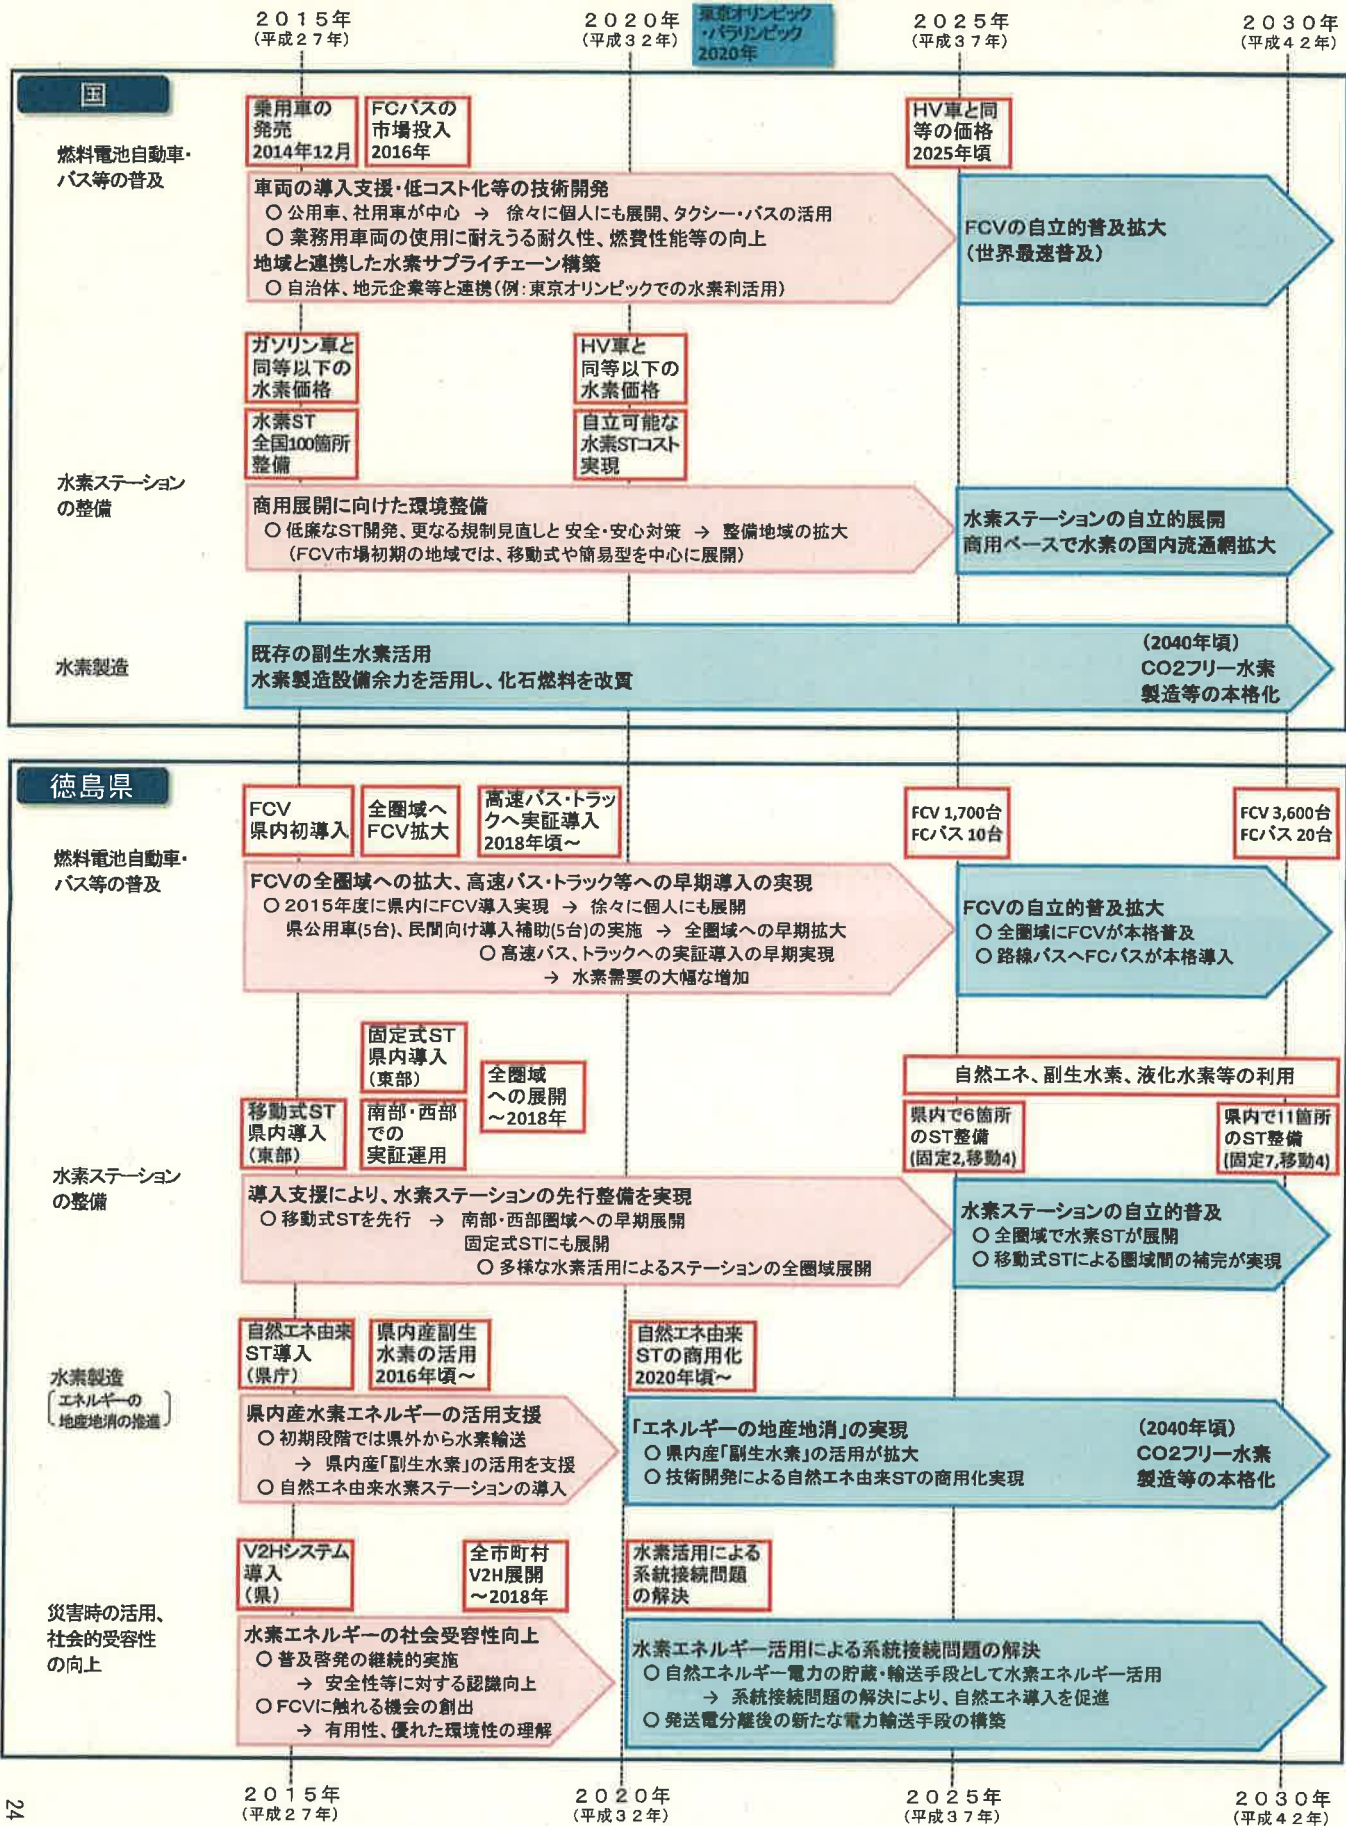 2015年
(平成27年)
2020年
(平成32年)
東京オリンピック
・パラリンピック
2020年
2025年
(平成37年)
2030年
(平成42年)
国
燃料電池自動車・
バス等の普及
乗用車の
発売
2014年12月
FCバスの
市場投入
2016年
HV車と同
等の価格
2025年頃
車両の導入支援・低コスト化等の技術開発
○ 公用車、社用車が中心 → 徐々に個人にも展開、タクシー・バスの活用
○ 業務用車両の使用に耐えうる耐久性、燃費性能等の向上
地域と連携した水素サプライチェーン構築
○ 自治体、地元企業等と連携(例:東京オリンピックでの水素利活用)
FCVの自立的普及拡大
(世界最速普及)
水素ステーション
の整備
ガソリン車と
同等以下の
水素価格
水素ST
全国100箇所
整備
HV車と
同等以下の
水素価格
自立可能な
水素STコスト
実現
商用展開に向けた環境整備
○ 低廉なST開発、更なる規制見直しと 安全・安心対策 → 整備地域の拡大
(FCV市場初期の地域では、移動式や簡易型を中心に展開)
水素ステーションの自立的展開
商用ベースで水素の国内流通網拡大
水素製造
既存の副生水素活用
水素製造設備余力を活用し、化石燃料を改質
(2040年頃)
CO2フリー水素
製造等の本格化
徳島県
燃料電池自動車・
バス等の普及
FCV
県内初導入
全圏域へ
FCV拡大
高速バス・トラッ
クへ実証導入
2018年頃～
FCV 1,700台
FCバス 10台
FCV 3,600台
FCバス 20台
FCVの全圏域への拡大、高速バス・トラック等への早期導入の実現
○ 2015年度に県内にFCV導入実現 → 徐々に個人にも展開
県公用車(5台)、民間向け導入補助(5台)の実施 → 全圏域への早期拡大
○ 高速バス、トラックへの実証導入の早期実現
→ 水素需要の大幅な増加
FCVの自立的普及拡大
○ 全圏域にFCVが本格普及
○ 路線バスへFCバスが本格導入
水素ステーション
の整備
移動式ST
県内導入
(東部)
固定式ST
県内導入
(東部)
南部・西部
での
実証運用
全圏域
への展開
～2018年
自然エネ、副生水素、液化水素等の利用
県内で6箇所
のST整備
(固定2,移動4)
県内で11箇所
のST整備
(固定7,移動4)
導入支援により、水素ステーションの先行整備を実現
○ 移動式STを先行 → 南部・西部圏域への早期展開
固定式STにも展開
○ 多様な水素活用によるステーションの全圏域展開
水素ステーションの自立的普及
○ 全圏域で水素STが展開
○ 移動式STによる圏域間の補完が実現
水素製造
エネルギーの
地産地消の推進
自然エネ由来
ST導入
(県庁)
県内産副生
水素の活用
2016年頃～
自然エネ由来
STの商用化
2020年頃～
県内産水素エネルギーの活用支援
○ 初期段階では県外から水素輸送
→ 県内産「副生水素」の活用を支援
○ 自然エネ由来水素ステーションの導入
「エネルギーの地産地消」の実現
○ 県内産「副生水素」の活用が拡大
○ 技術開発による自然エネ由来STの商用化実現
(2040年頃)
CO2フリー水素
製造等の本格化
災害時の活用、
社会的受容性
の向上
V2Hシステム
導入
(県)
全市町村
V2H展開
～2018年
水素活用による
系統接続問題
の解決
水素エネルギーの社会受容性向上
○ 普及啓発の継続的実施
→ 安全性等に対する認識向上
○ FCVに触れる機会の創出
→ 有用性、優れた環境性の理解
水素エネルギー活用による系統接続問題の解決
○ 自然エネルギー電力の貯蔵・輸送手段として水素エネルギー活用
→ 系統接続問題の解決により、自然エネ導入を促進
○ 発送電分離後の新たな電力輸送手段の構築
2015年
(平成27年)
2020年
(平成32年)
2025年
(平成37年)
2030年
(平成42年)
24